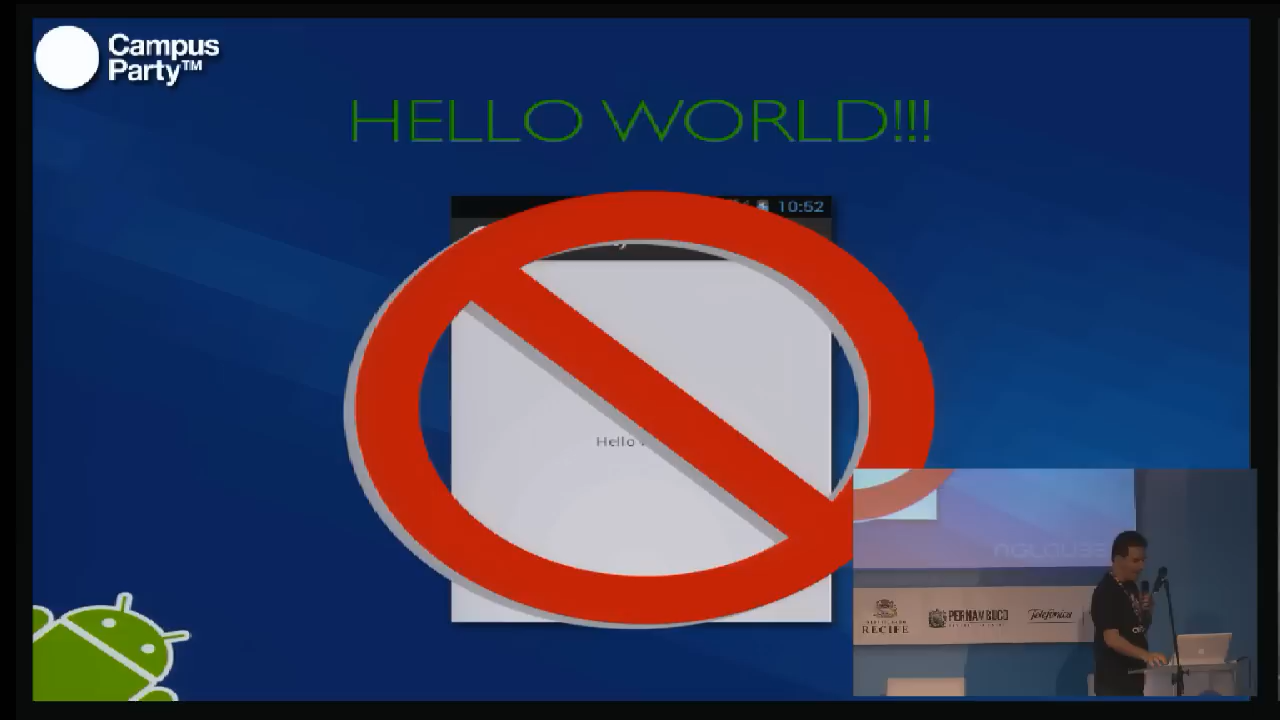 Campus
Party™
HELLO WORLD!!!
10:52
Hello
RECIFE
PERNAMBUCO
Telefónica